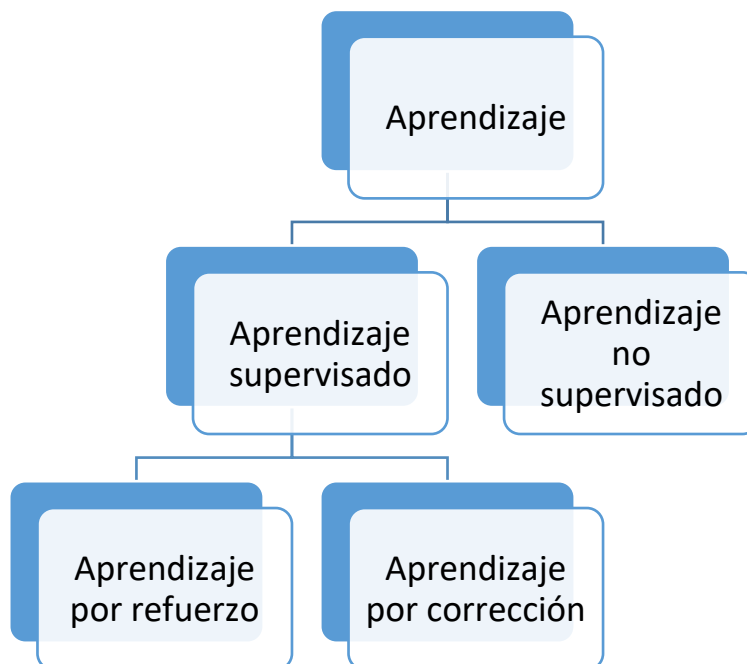 Aprendizaje
Aprendizaje
supervisado
Aprendizaje
no
supervisado
Aprendizaje
por refuerzo
Aprendizaje
por corrección